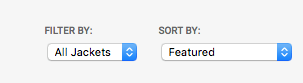 FILTER BY: SORT BY:
All Jackets Featured